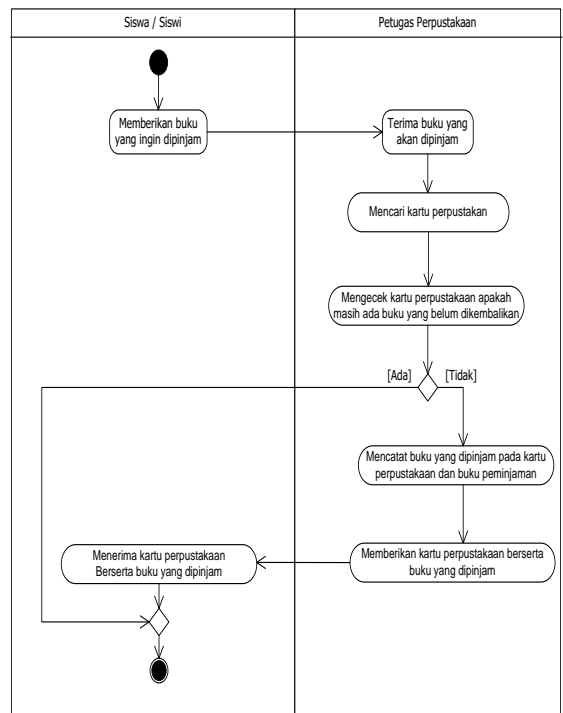 Siswa / Siswi
Petugas Perpustakaan
Memberikan buku
yang ingin dipinjam
Terima buku yang
akan dipinjam
Mencari kartu perpustakan
Mengecek kartu perpustakaan apakah
masih ada buku yang belum dikembalikan
[Ada]
[Tidak]
Mencatat buku yang dipinjam pada kartu
perpustakaan dan buku peminjaman
Menerima kartu perpustakaan
Berserta buku yang dipinjam
Memberikan kartu perpustakaan berserta
buku yang dipinjam